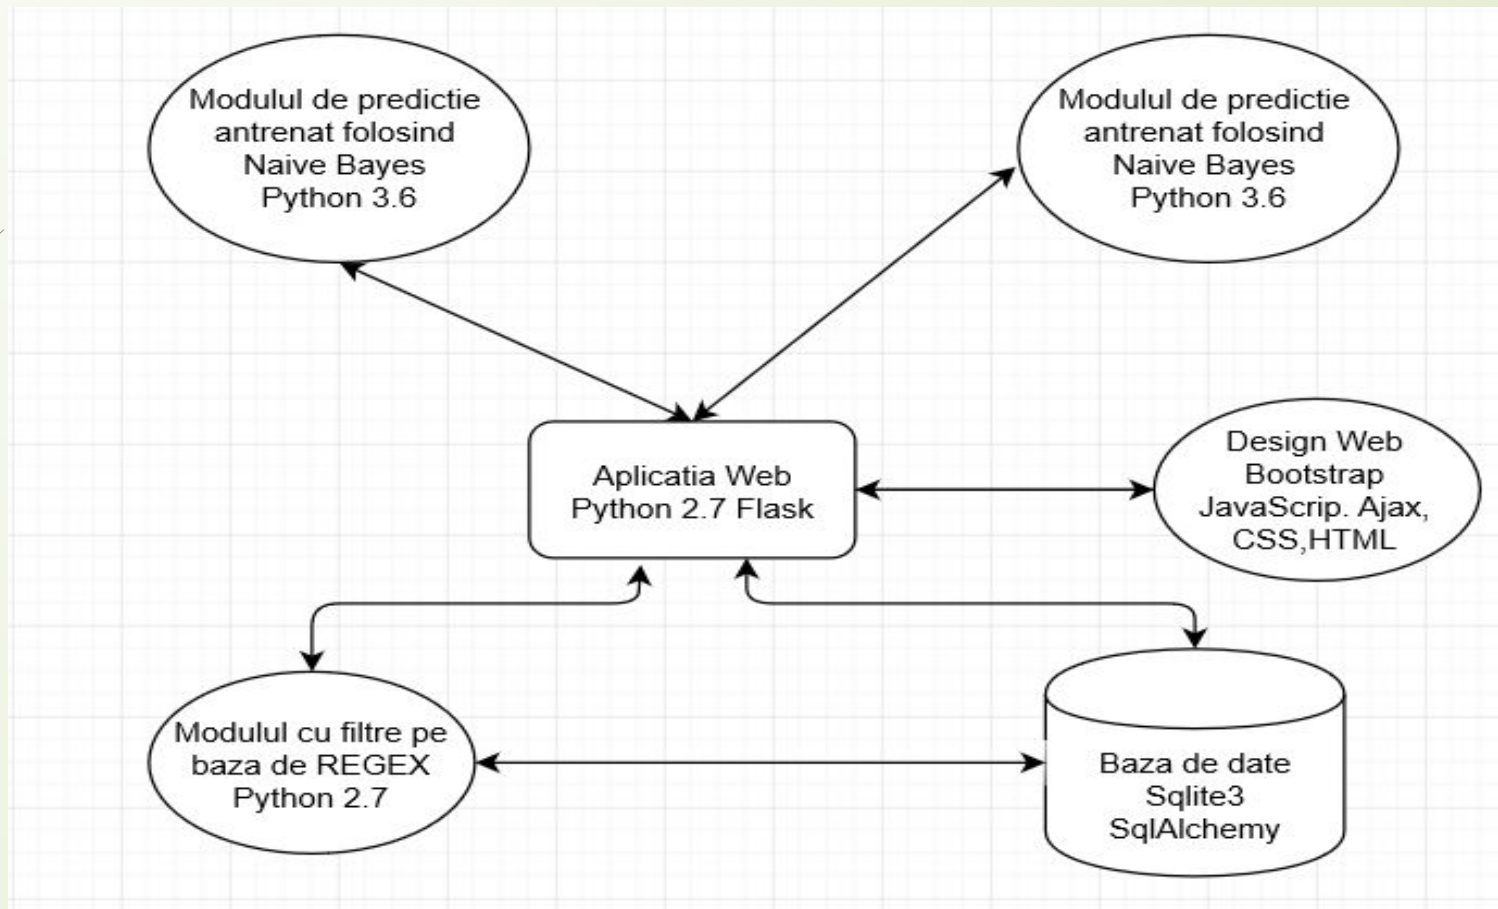 Modulul de predictie
antrenat folosind
Naive Bayes
Python 3.6
Modulul de predictie
antrenat folosind
Naive Bayes
Python 3.6
Aplicatia Web
Python 2.7 Flask
Design Web
Bootstrap
JavaScrip. Ajax,
CSS,HTML
Modulul cu filtre pe
baza de REGEX
Python 2.7
Baza de date
Sqlite3
SqlAlchemy